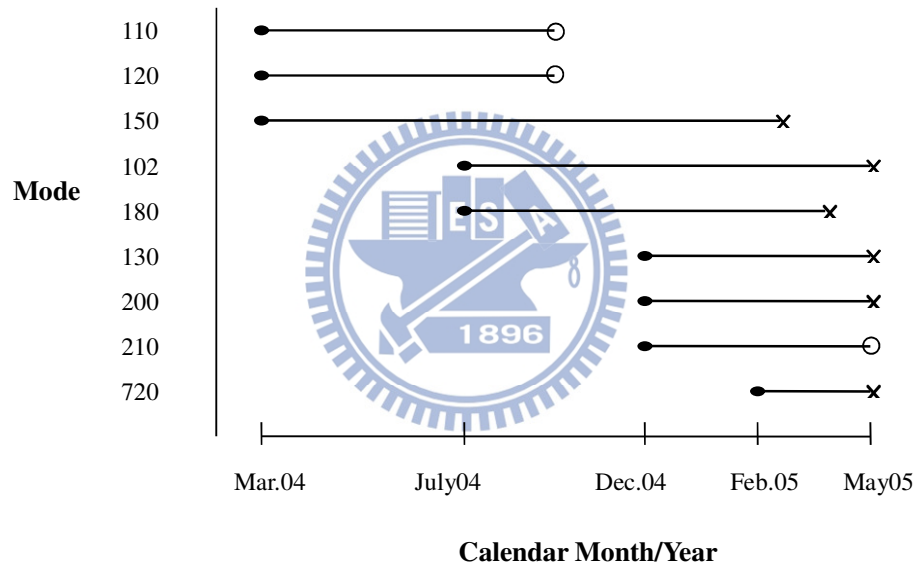 110
120
150
102
180
130
200
210
720
Mode
E S A
1896
Mar.04 July04 Dec.04 Feb.05 May05
Calendar Month/Year